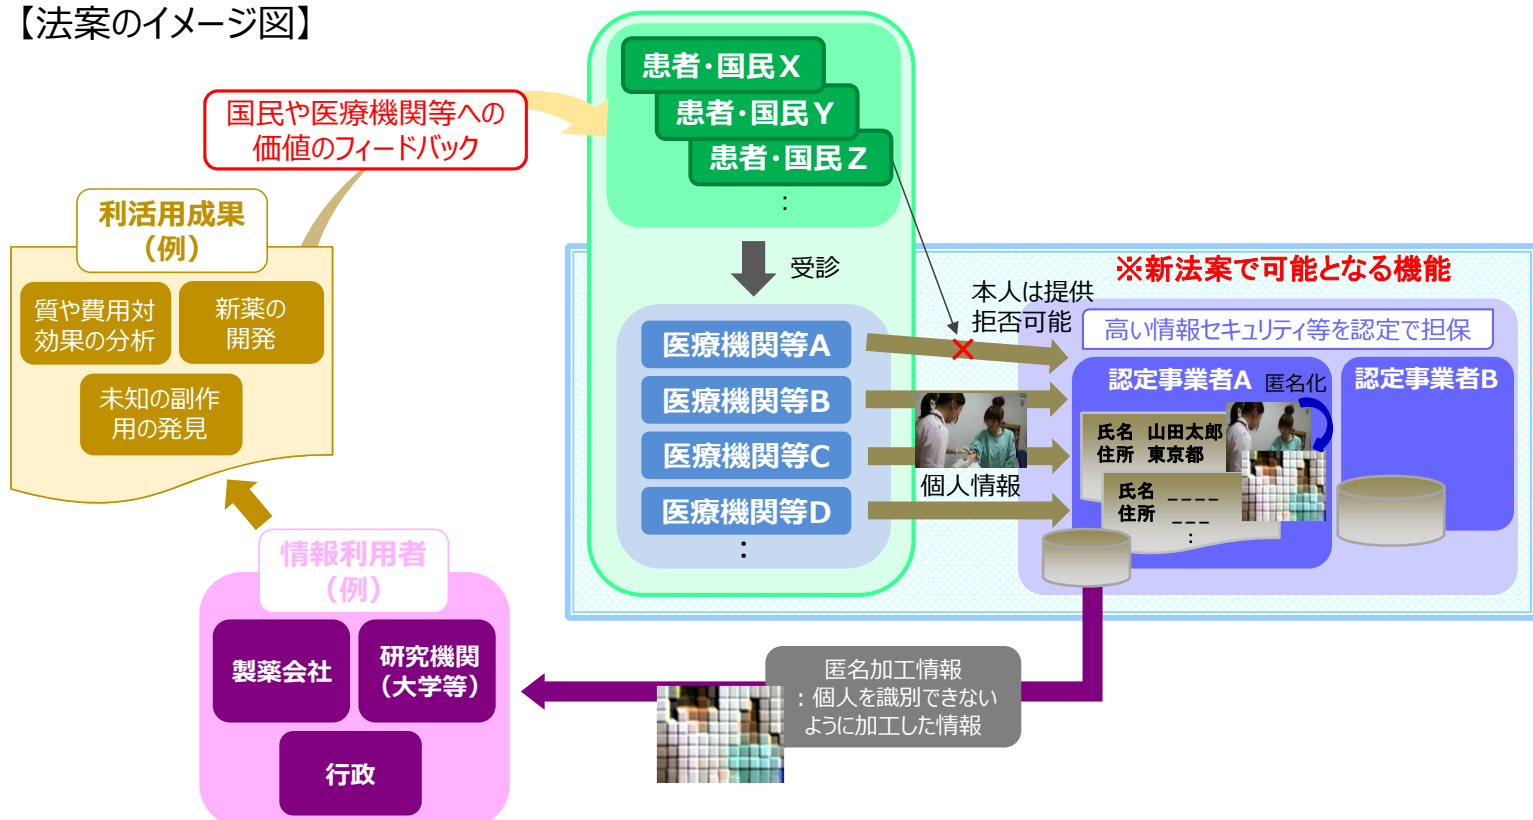 【法案のイメージ図】
患者・国民X
患者・国民Y
患者・国民Z
：
国民や医療機関等への
価値のフィードバック
利活用成果
（例）
質や費用対
効果の分析
新薬の
開発
未知の副作
用の発見
受診
医療機関等A
医療機関等B
医療機関等C
医療機関等D
：
本人は提供
拒否可能
個人情報
※新法案で可能となる機能
高い情報セキュリティ等を認定で担保
認定事業者A
匿名化
氏名　山田太郎
住所　東京都
氏名　____
住所　___
：
認定事業者B
情報利用者
（例）
製薬会社
研究機関
（大学等）
行政
匿名加工情報
：個人を識別できない
ように加工した情報